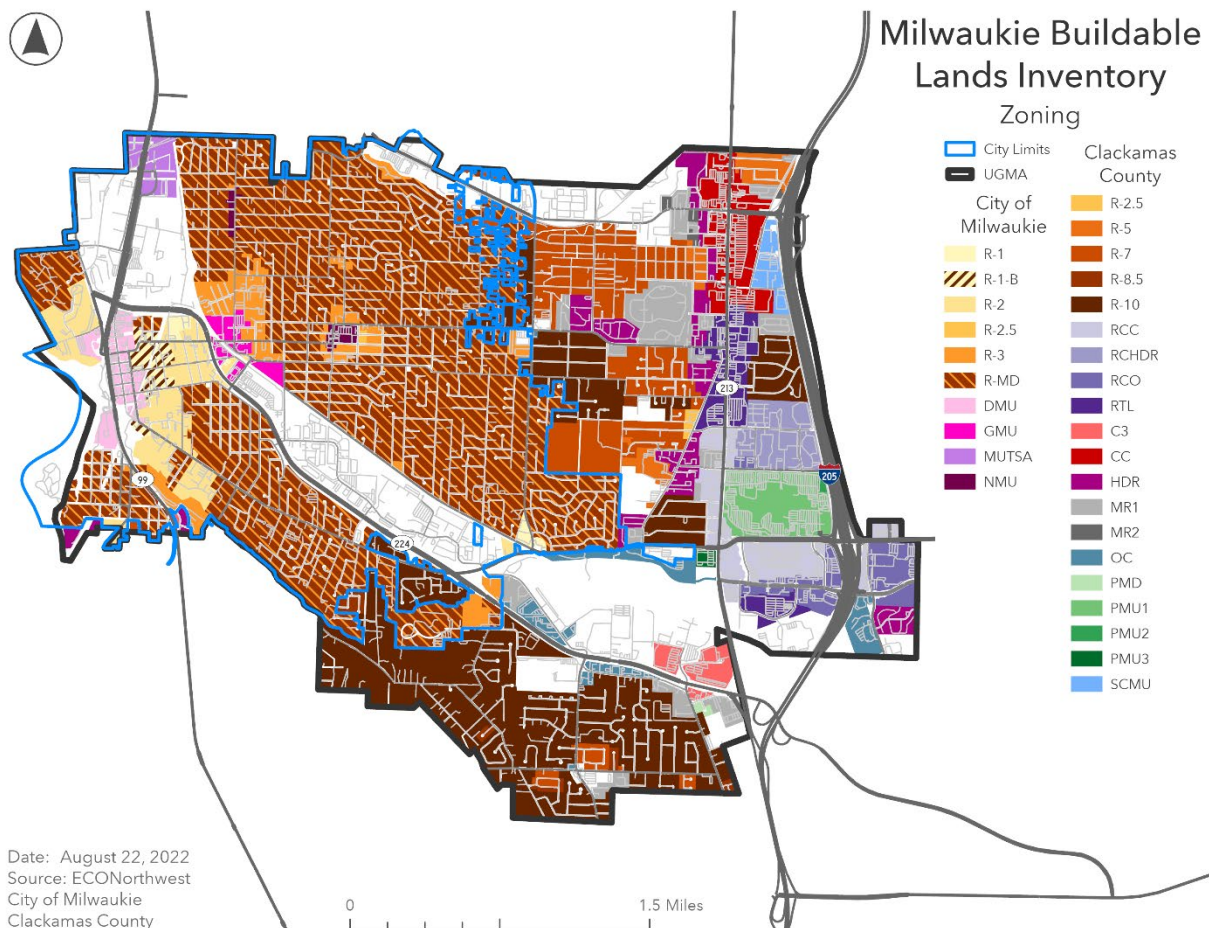 Milwaukie Buildable
Lands Inventory
Zoning
City Limits
UGMA
City of
Milwaukie
R-1
R-1-B
R-2
R-2.5
R-3
R-MD
DMU
GMU
MUTSA
NMU
Clackamas
County
R-2.5
R-5
R-7
R-8.5
R-10
RCC
RCHDR
RCO
RTL
C3
CC
HDR
MR1
MR2
OC
PMD
PMU1
PMU2
PMU3
SCMU
213
205
99
224
Date: August 22, 2022
Source: ECONorthwest
City of Milwaukie
Clackamas County
0
1.5 Miles